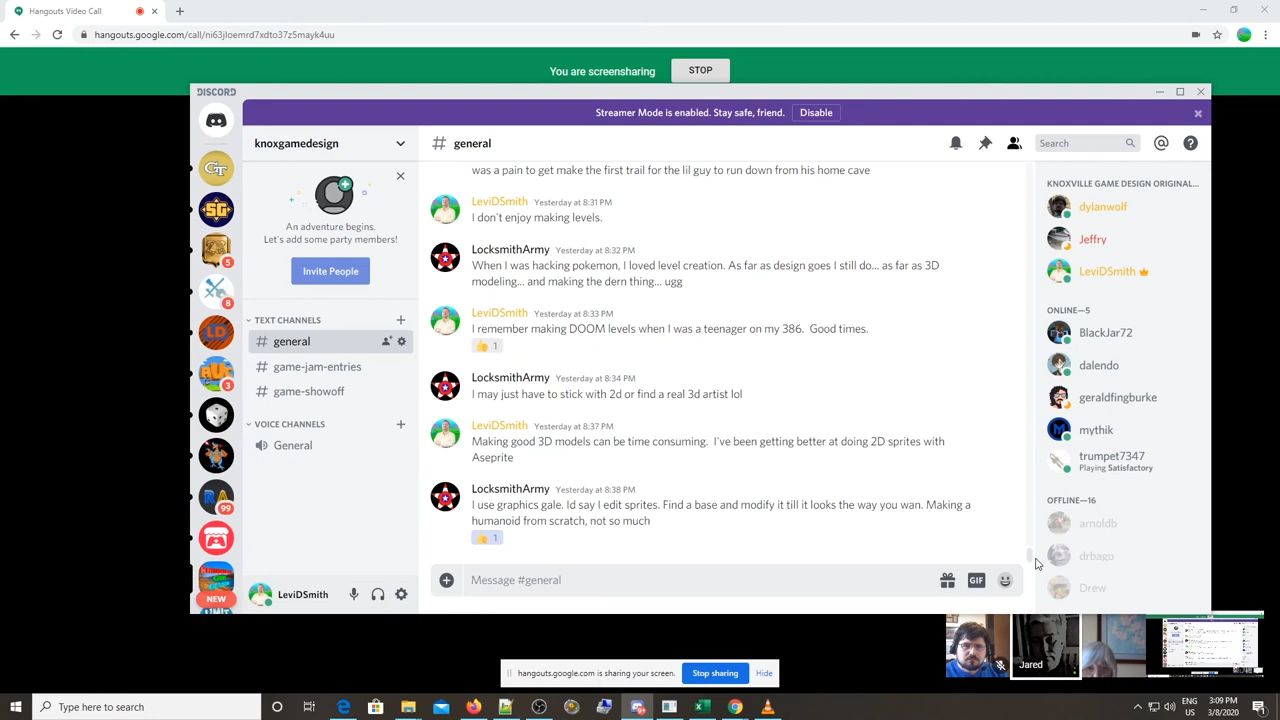 Hangouts Video Call
hangouts.google.com/call/ni63jloemrd7xdto37z5mayk4uu
You are screensharing
STOP
DISCORD
Streamer Mode is enabled. Stay safe, friend.
Disable
knoxgamedesign
general
Search
was a pain to get make the first trail for the lil guy to run down from his home cave
LeviDSmith Yesterday at 8:31 PM
I don't enjoy making levels.
LocksmithArmy Yesterday at 8:32 PM
When I was hacking pokemon, I loved level creation. As far as design goes I still do... as far as 3D
modeling... and making the dern thing... ugg
LeviDSmith Yesterday at 8:33 PM
I remember making DOOM levels when I was a teenager on my 386.  Good times.
1
LocksmithArmy Yesterday at 8:34 PM
I may just have to stick with 2d or find a real 3d artist lol
LeviDSmith Yesterday at 8:37 PM
Making good 3D models can be time consuming.  I've been getting better at doing 2D sprites with
Aseprite
LocksmithArmy Yesterday at 8:38 PM
I use graphics gale. Id say I edit sprites. Find a base and modify it till it looks the way you wan. Making a
humanoid from scratch, not so much
1
Message #general
GIF
An adventure begins.
Let's add some party members!
Invite People
TEXT CHANNELS
general
game-jam-entries
game-showoff
VOICE CHANNELS
General
LeviDSmith
GT
SG
5
8
LD
3
RA
99
NEW
KNOXVILLE GAME DESIGN ORIGINAL...
dylanwolf
Jeffry
LeviDSmith
ONLINE—5
BlackJar72
dalendo
geraldfingburke
mythik
trumpet7347
Playing Satisfactory
OFFLINE—16
arnoldb
drbago
Drew
Jared
hangouts.google.com is sharing your screen.
Stop sharing
Hide
Type here to search
ENG
US
3:09 PM
3/8/2020